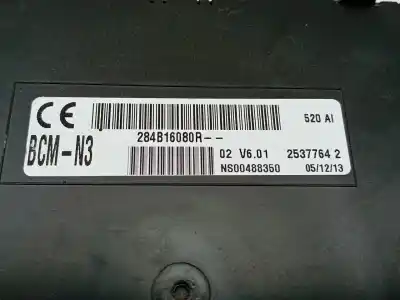 CE
520 AI
284B16080R--
BCM-N3
02 V6.01 2537764 2
NS00488350 05/12/13